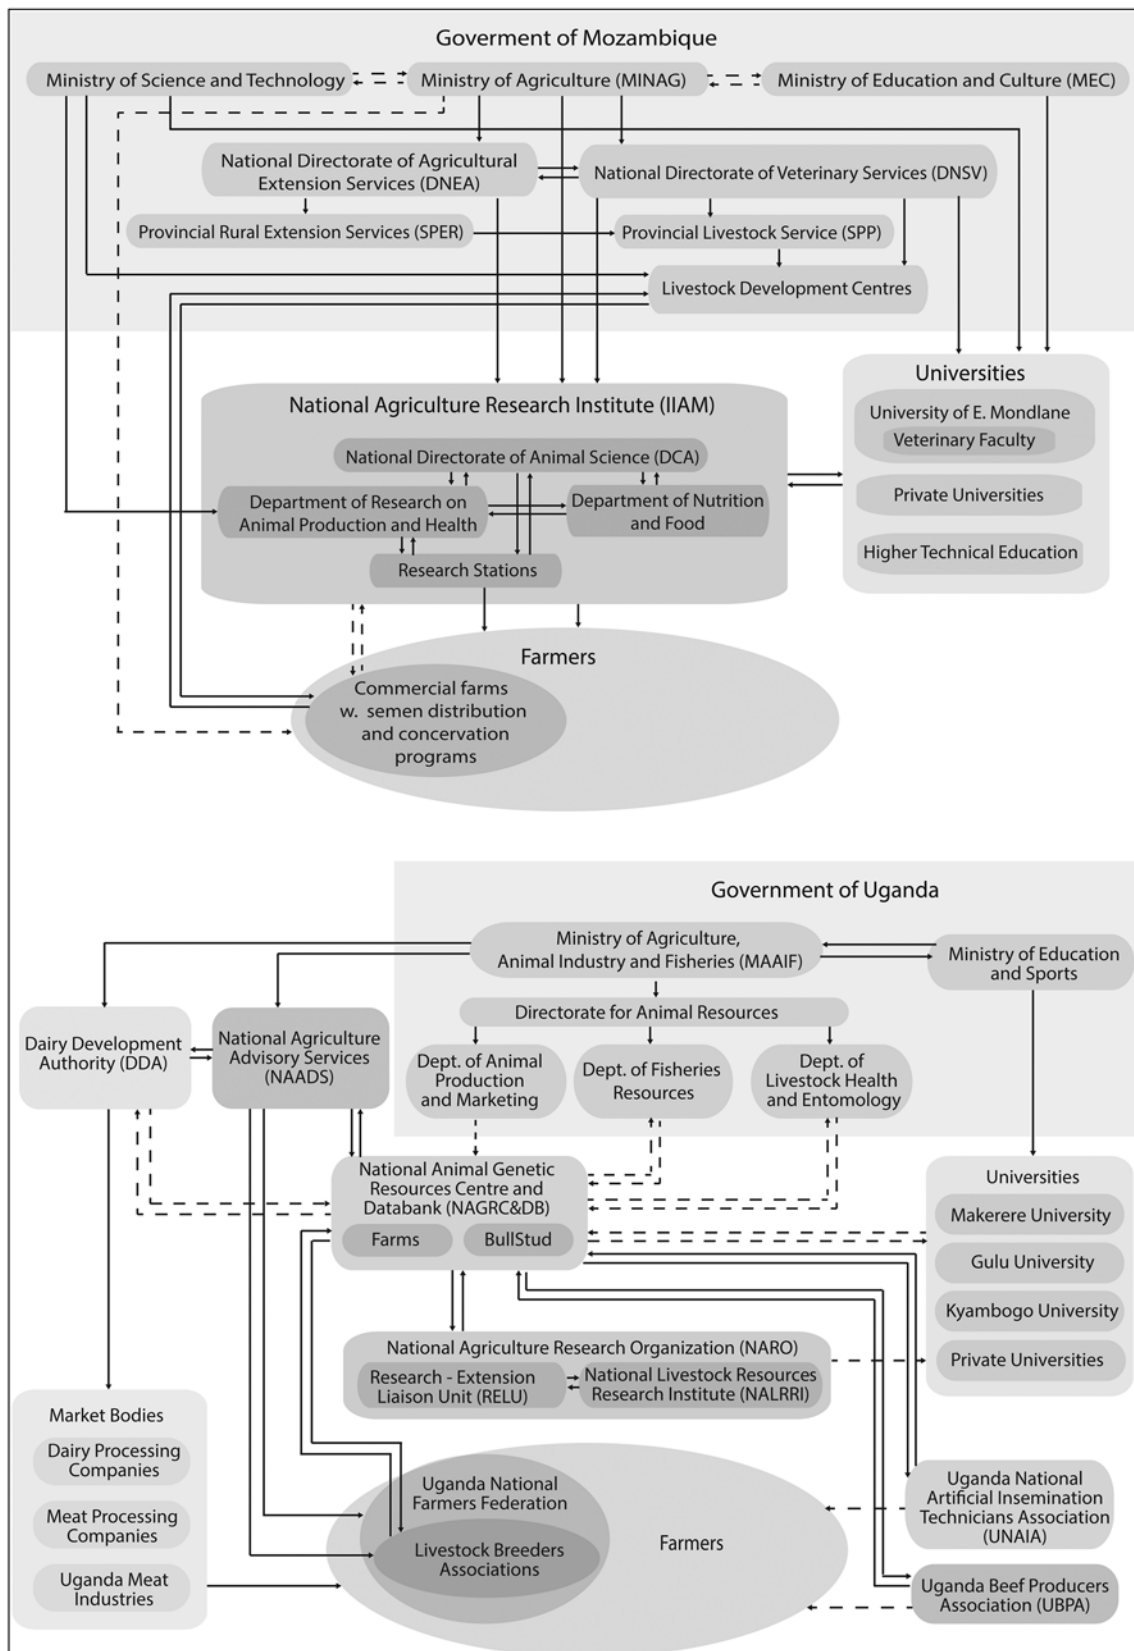 Goverment of Mozambique
Ministry of Science and Technology
Ministry of Agriculture (MINAG)
Ministry of Education and Culture (MEC)
National Directorate of Agricultural
Extension Services (DNEA)
National Directorate of Veterinary Services (DNSV)
Provincial Rural Extension Services (SPER)
Provincial Livestock Service (SPP)
Livestock Development Centres
National Agriculture Research Institute (IIAM)
National Directorate of Animal Science (DCA)
Department of Research on
Animal Production and Health
Department of Nutrition
and Food
Research Stations
Universities
University of E. Mondlane
Veterinary Faculty
Private Universities
Higher Technical Education
Farmers
Commercial farms
w. semen distribution
and concervation
programs
Government of Uganda
Ministry of Agriculture,
Animal Industry and Fisheries (MAAIF)
Ministry of Education
and Sports
Directorate for Animal Resources
Dairy Development
Authority (DDA)
National Agriculture
Advisory Services
(NAADS)
Dept. of Animal
Production
and Marketing
Dept. of Fisheries
Resources
Dept. of
Livestock Health
and Entomology
National Animal Genetic
Resources Centre and
Databank (NAGRC&DB)
Farms
BullStud
Universities
Makerere University
Gulu University
Kyambogo University
Private Universities
National Agriculture Research Organization (NARO)
Research - Extension
Liaison Unit (RELU)
National Livestock Resources
Research Institute (NALRRI)
Market Bodies
Dairy Processing
Companies
Meat Processing
Companies
Uganda Meat
Industries
Uganda National
Farmers Federation
Livestock Breeders
Associations
Farmers
Uganda National
Artificial Insemination
Technicians Association
(UNAIA)
Uganda Beef Producers
Association (UBPA)